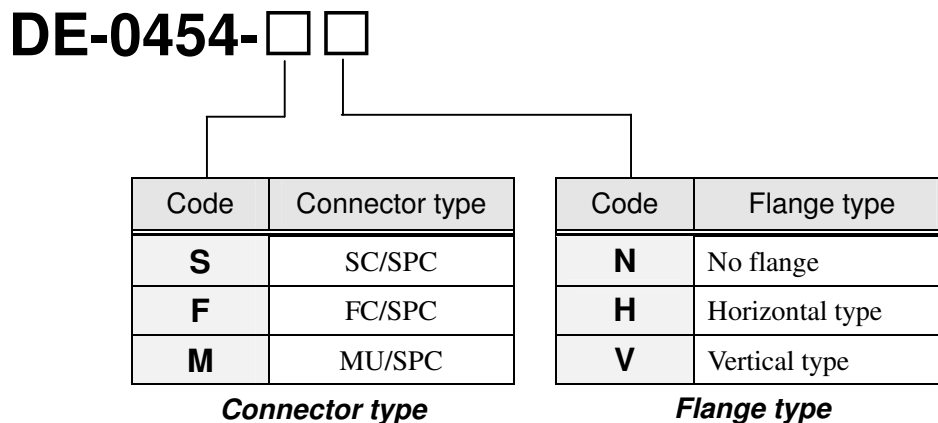 DE-0454-□□
Code Connector type
S SC/SPC
F FC/SPC
M MU/SPC
Connector type
Code Flange type
N No flange
H Horizontal type
V Vertical type
Flange type